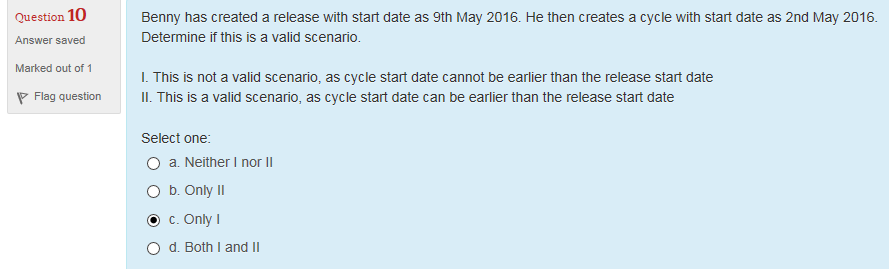 Question 10
Answer saved
Marked out of 1
Flag question
Benny has created a release with start date as 9th May 2016. He then creates a cycle with start date as 2nd May 2016.
Determine if this is a valid scenario.
I. This is not a valid scenario, as cycle start date cannot be earlier than the release start date
II. This is a valid scenario, as cycle start date can be earlier than the release start date
Select one:
a. Neither I nor II
b. Only II
c. Only I
d. Both I and II